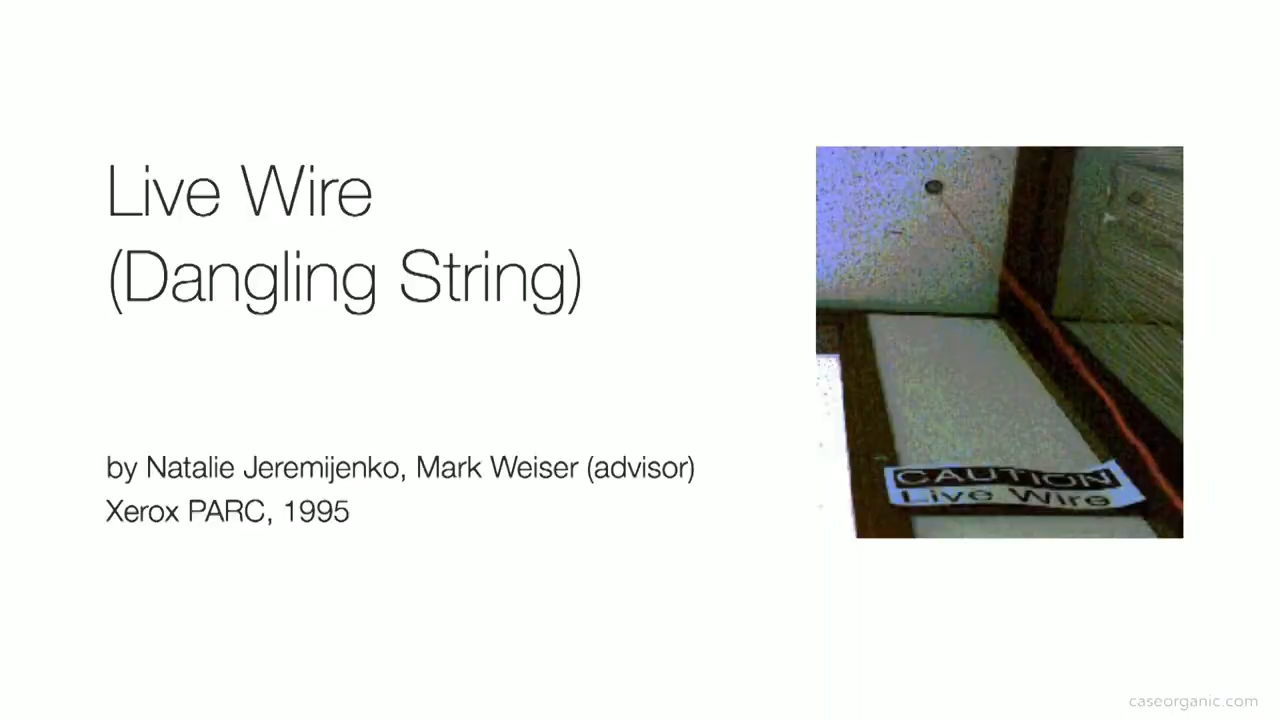 Live Wire
(Dangling String)
by Natalie Jeremijenko, Mark Weiser (advisor)
Xerox PARC, 1995
CAUTION
Live Wire
caseorganic.com